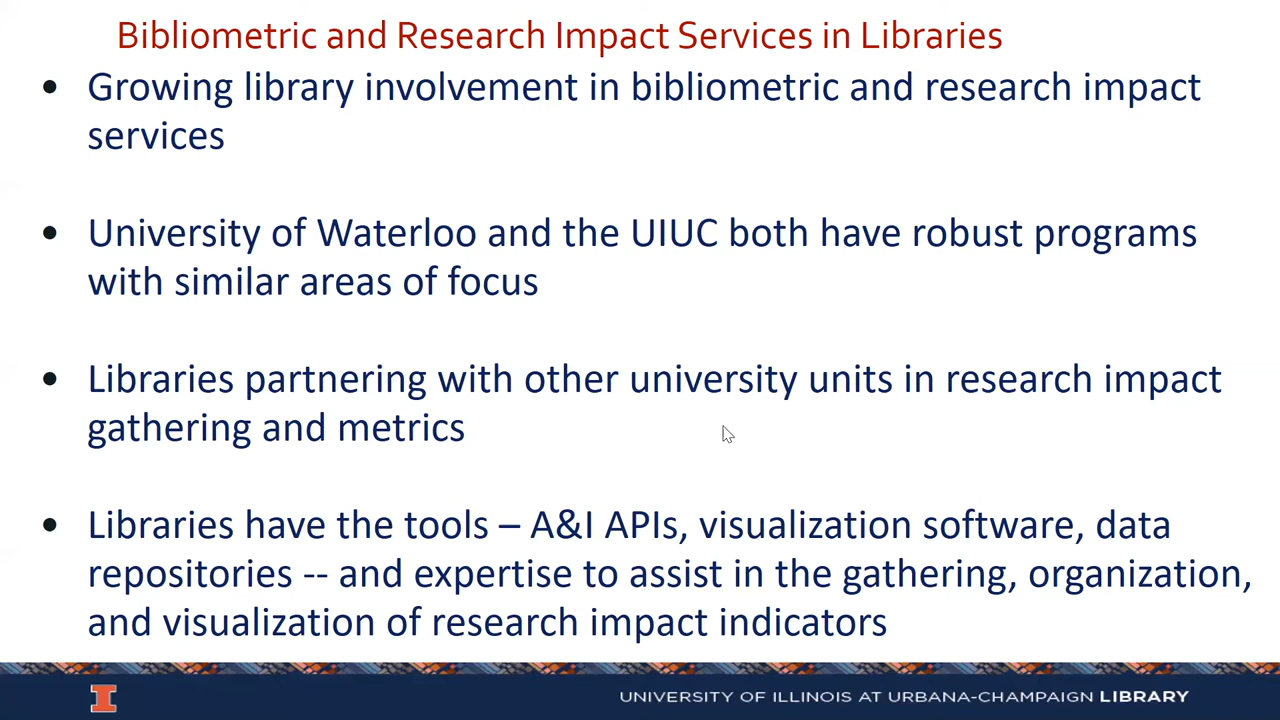 Bibliometric and Research Impact Services in Libraries
• Growing library involvement in bibliometric and research impact
services
• University of Waterloo and the UIUC both have robust programs
with similar areas of focus
• Libraries partnering with other university units in research impact
gathering and metrics
• Libraries have the tools – A&I APIs, visualization software, data
repositories -- and expertise to assist in the gathering, organization,
and visualization of research impact indicators
I
UNIVERSITY OF ILLINOIS AT URBANA-CHAMPAIGN LIBRARY